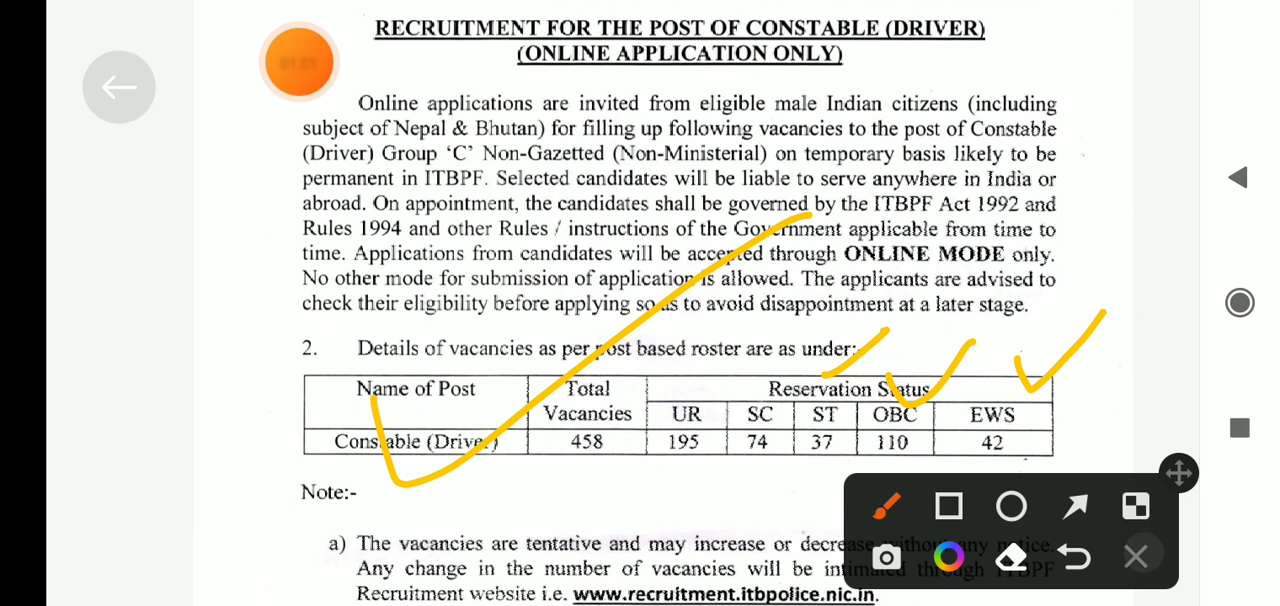 RECRUITMENT FOR THE POST OF CONSTABLE (DRIVER)
(ONLINE APPLICATION ONLY)
Online applications are invited from eligible male Indian citizens (including
subject of Nepal & Bhutan) for filling up following vacancies to the post of Constable
(Driver) Group ‘C’ Non-Gazetted (Non-Ministerial) on temporary basis likely to be
permanent in ITBPF. Selected candidates will be liable to serve anywhere in India or
abroad. On appointment, the candidates shall be governed by the ITBPF Act 1992 and
Rules 1994 and other Rules / instructions of the Government applicable from time to
time. Applications from candidates will be accepted through ONLINE MODE only.
No other mode for submission of application is allowed. The applicants are advised to
check their eligibility before applying so as to avoid disappointment at a later stage.
2. Details of vacancies as per post based roster are as under:-
Name of Post Total Reservation Status
Vacancies UR SC ST OBC EWS
Constable (Driver) 458 195 74 37 110 42
Note:-
a) The vacancies are tentative and may increase or decrease without any notice.
Any change in the number of vacancies will be intimated through ITBPF
Recruitment website i.e. www.recruitment.itbpolice.nic.in.